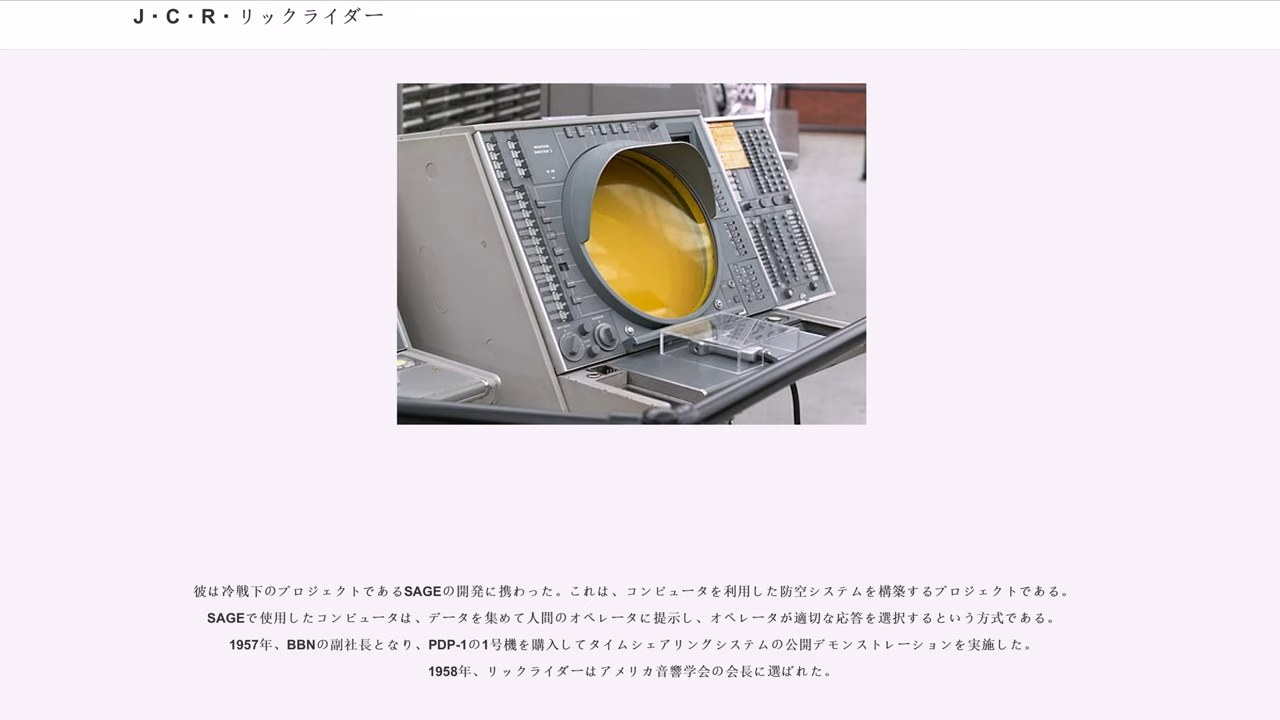 J・C・R・リックライダー
彼は冷戦下のプロジェクトであるSAGEの開発に携わった。これは、コンピュータを利用した防空システムを構築するプロジェクトである。
SAGEで使用したコンピュータは、データを集めて人間のオペレータに提示し、オペレータが適切な応答を選択するという方式である。
1957年、BBNの副社長となり、PDP-1の1号機を購入してタイムシェアリングシステムの公開デモンストレーションを実施した。
1958年、リックライダーはアメリカ音響学会の会長に選ばれた。